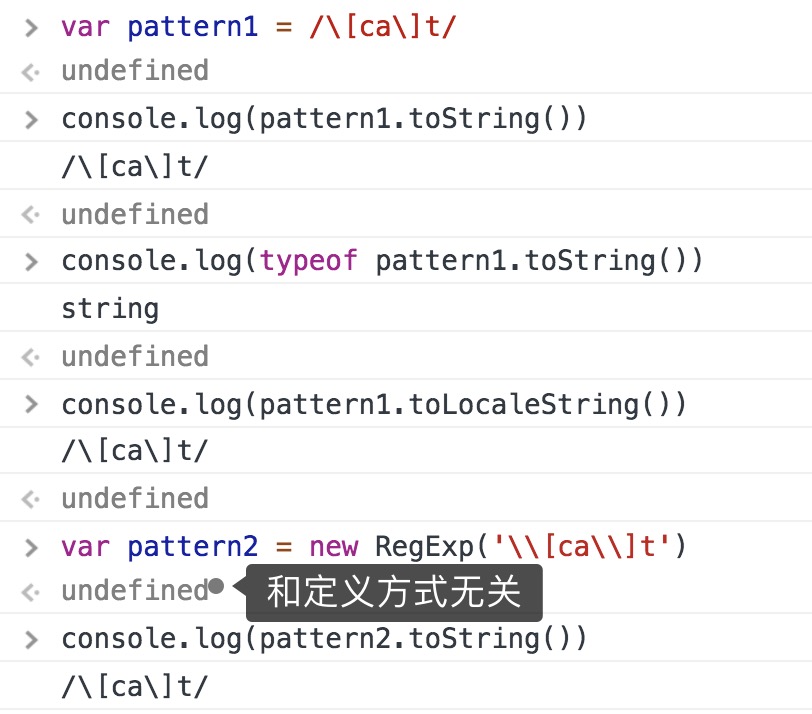 > var pattern1 = /\[ca\]t/
< undefined
> console.log(pattern1.toString())
/\[ca\]t/
< undefined
> console.log(typeof pattern1.toString())
string
< undefined
> console.log(pattern1.toLocaleString())
/\[ca\]t/
< undefined
> var pattern2 = new RegExp('\\[ca\\]t')
< undefined 和定义方式无关
> console.log(pattern2.toString())
/\[ca\]t/